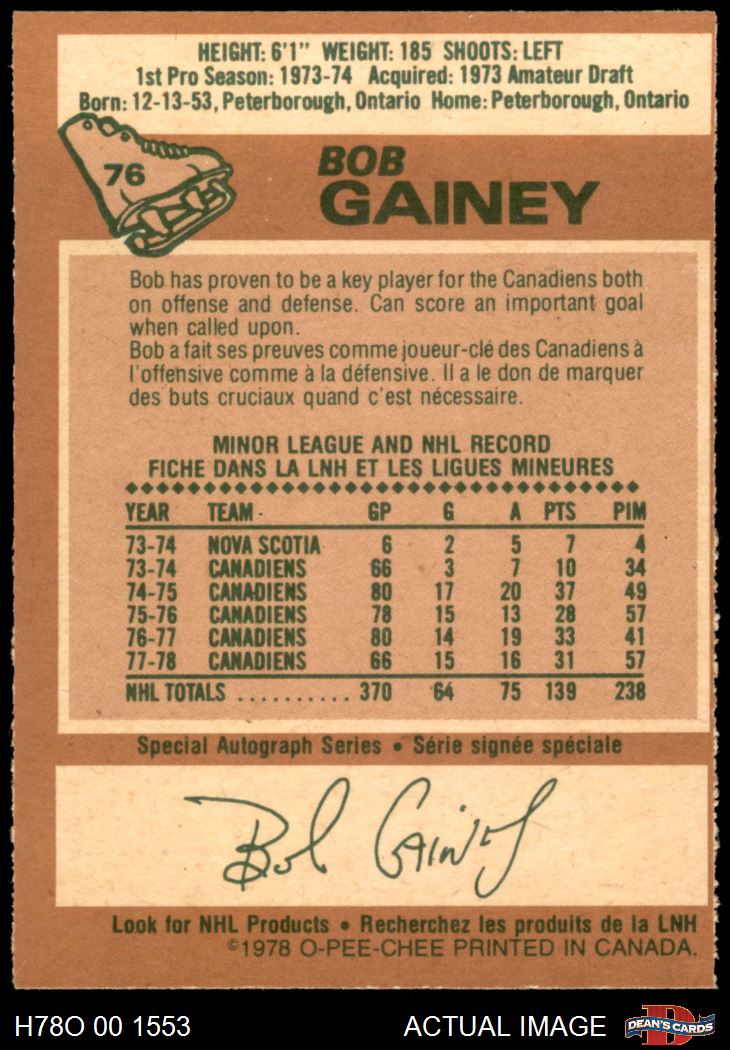 HEIGHT: 6'1" WEIGHT: 185 SHOOTS: LEFT
1st Pro Season: 1973-74 Acquired: 1973 Amateur Draft
Born: 12-13-53, Peterborough, Ontario Home: Peterborough, Ontario
76
BOB
GAINEY
Bob has proven to be a key player for the Canadiens both
on offense and defense. Can score an important goal
when called upon.
Bob a fait ses preuves comme joueur-clé des Canadiens à
l'offensive comme à la défensive. Il a le don de marquer
des buts cruciaux quand c'est nécessaire.
MINOR LEAGUE AND NHL RECORD
FICHE DANS LA LNH ET LES LIGUES MINEURES
YEAR TEAM GP G A PTS PIM
73-74 NOVA SCOTIA 6 2 5 7 4
73-74 CANADIENS 66 3 7 10 34
74-75 CANADIENS 80 17 20 37 49
75-76 CANADIENS 78 15 13 28 57
76-77 CANADIENS 80 14 19 33 41
77-78 CANADIENS 66 15 16 31 57
NHL TOTALS .......... 370 64 75 139 238
Special Autograph Series • Série signée spéciale
Bob Gainey
Look for NHL Products • Recherchez les produits de la LNH
©1978 O-PEE-CHEE PRINTED IN CANADA.
H78O 00 1553 ACTUAL IMAGE D DEAN'S CARDS